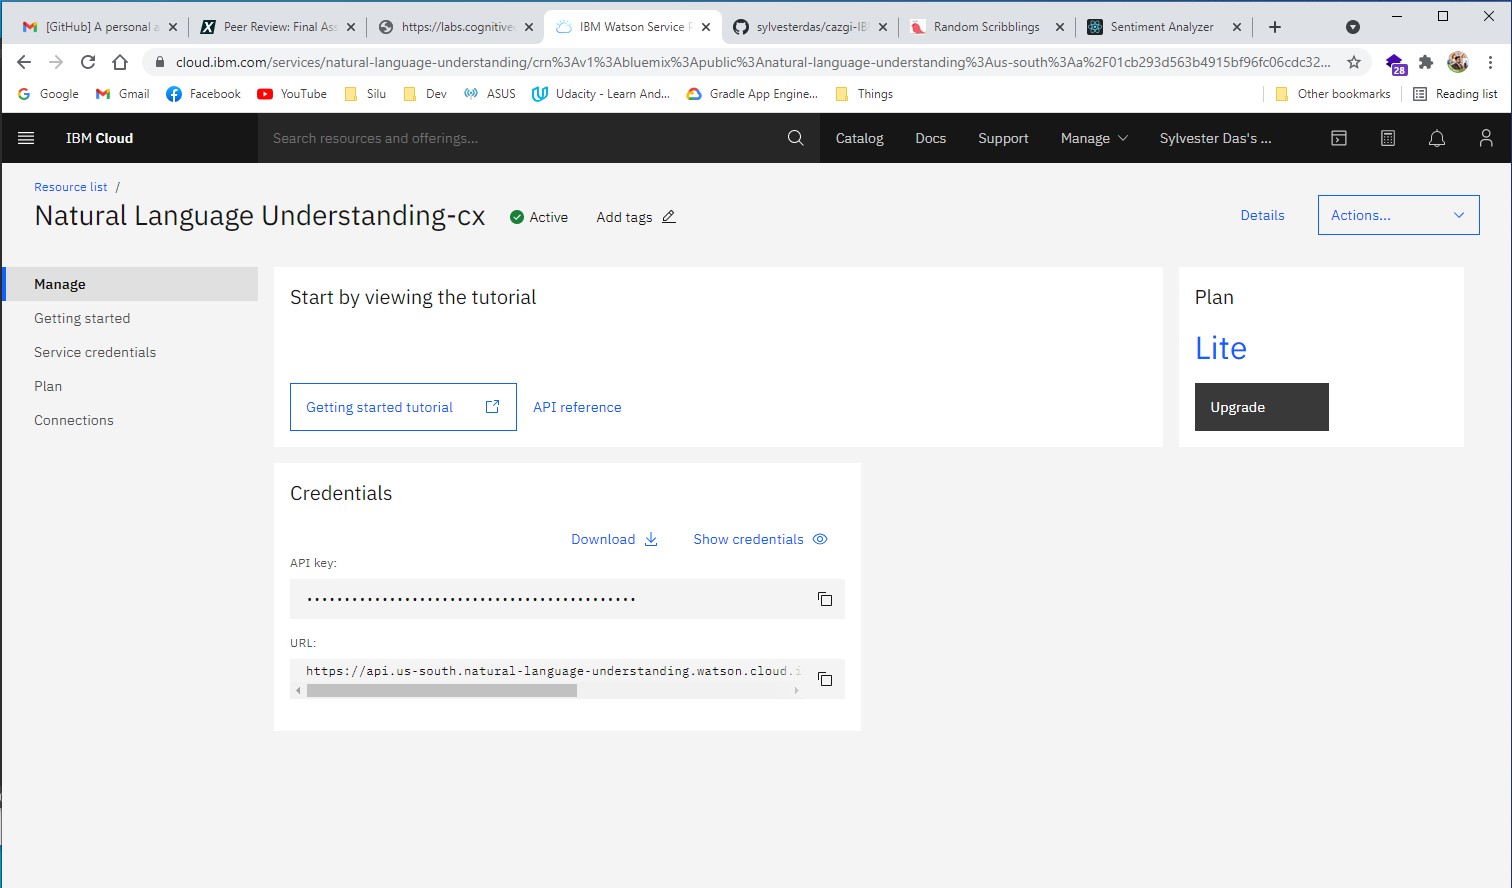 [GitHub] A personal a
Peer Review: Final Ass
https://labs.cognitive
IBM Watson Service P
sylvesterdas/cazgi-IB
Random Scribblings
Sentiment Analyzer
cloud.ibm.com/services/natural-language-understanding/crn%3Av1%3Abluemix%3Apublic%3Anatural-language-understanding%3Aus-south%3Aa%2F01cb293d563b4915bf96fc06cdc32...
28
Google
Gmail
Facebook
YouTube
Silu
Dev
ASUS
Udacity - Learn And...
Gradle App Engine...
Things
Other bookmarks
Reading list
IBM Cloud
Search resources and offerings...
Catalog
Docs
Support
Manage
Sylvester Das's ...
Resource list /
Natural Language Understanding-cx
Active
Add tags
Details
Actions...
Manage
Getting started
Service credentials
Plan
Connections
Start by viewing the tutorial
Getting started tutorial
API reference
Plan
Lite
Upgrade
Credentials
Download
Show credentials
API key:
URL:
https://api.us-south.natural-language-understanding.watson.cloud.i